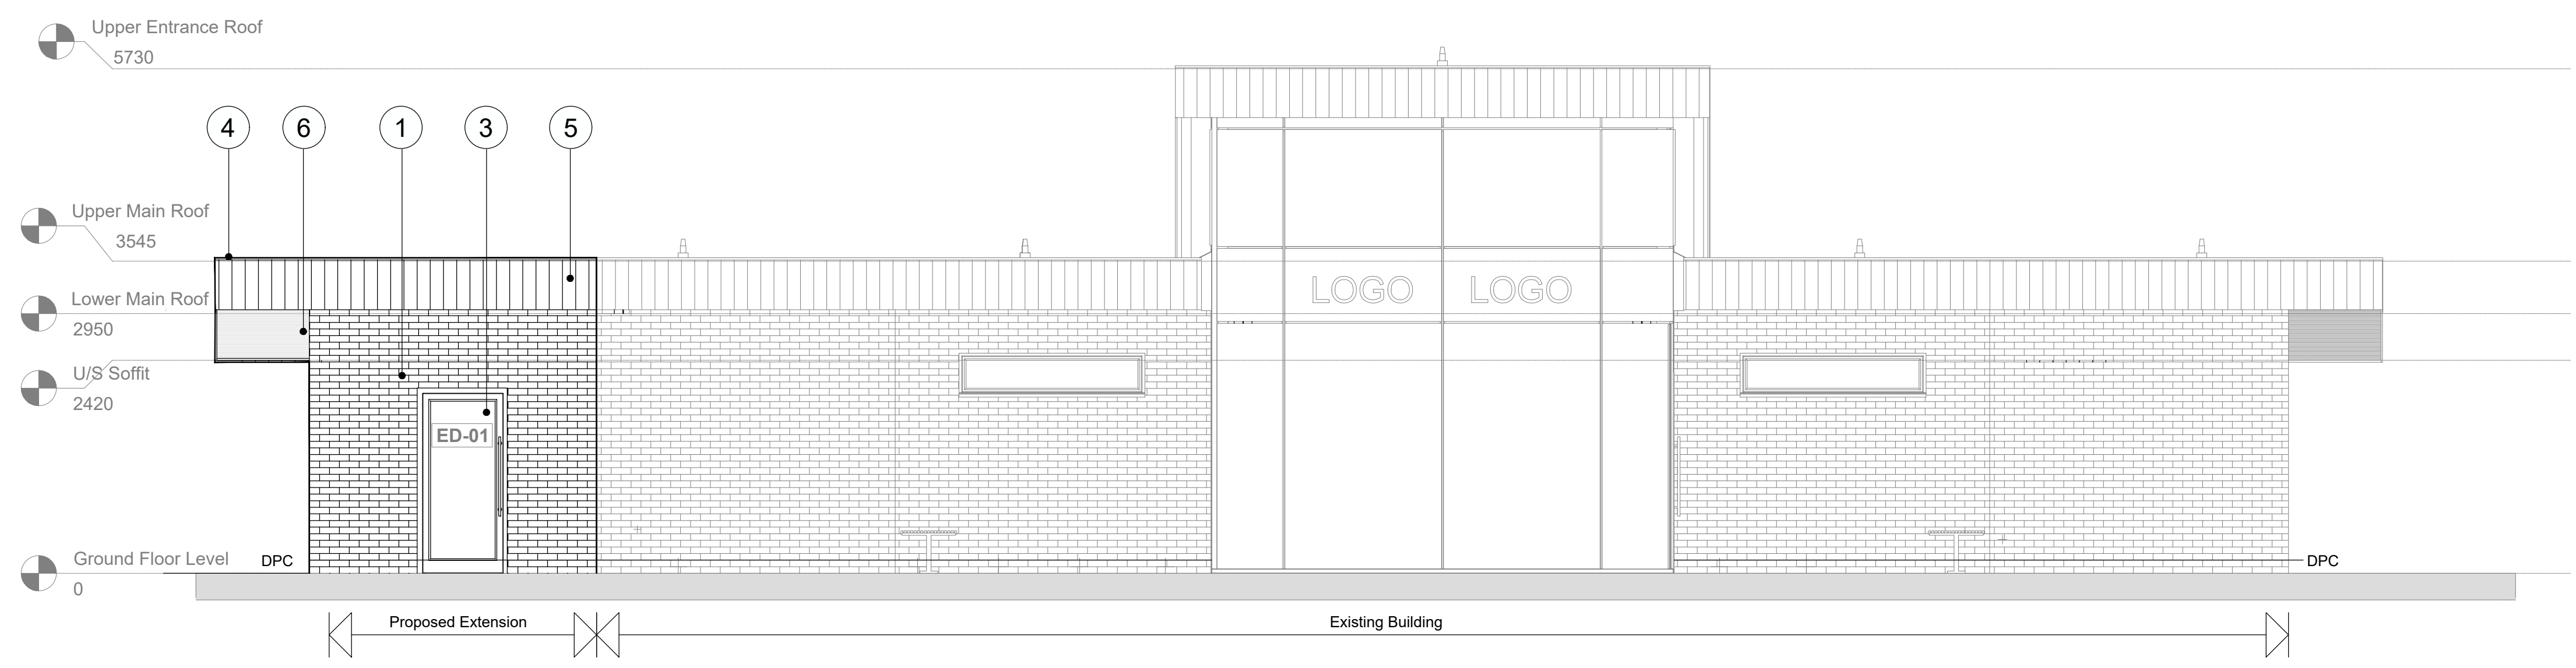 Upper Entrance Roof
5730
4
6
1
3
5
Upper Main Roof
3545
Lower Main Roof
2950
LOGO LOGO
U/S Soffit
2420
ED-01
Ground Floor Level
0
DPC
DPC
Proposed Extension
Existing Building